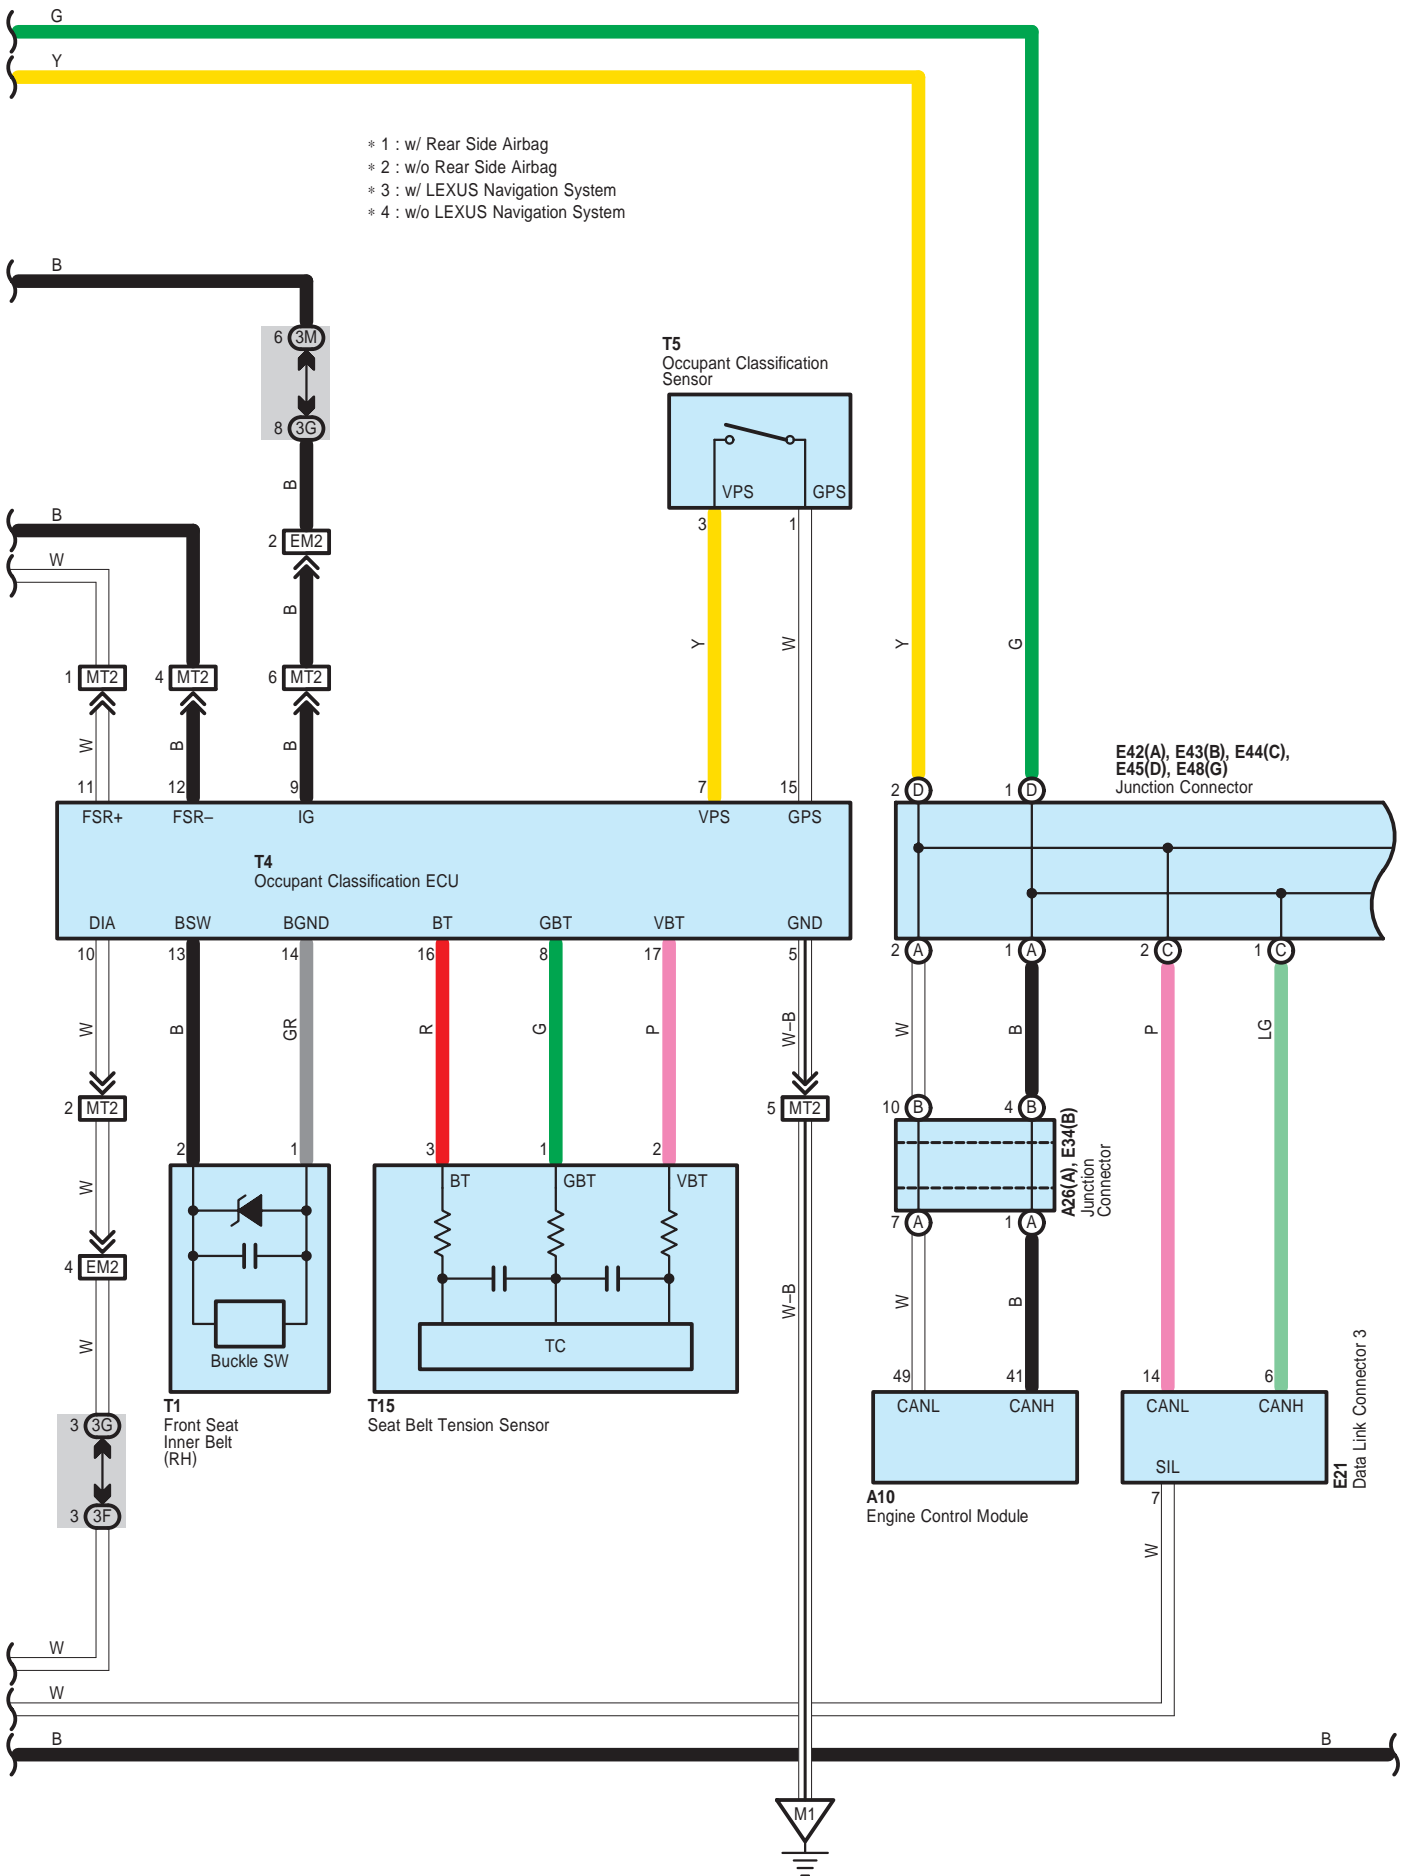 G
Y
* 1 : w/ Rear Side Airbag
* 2 : w/o Rear Side Airbag
* 3 : w/ LEXUS Navigation System
* 4 : w/o LEXUS Navigation System
B
6 3M
8 3G
B
T5
Occupant Classification
Sensor
VPS GPS
3 1
B
W
2 EM2
B
Y W Y G
1 MT2 4 MT2 6 MT2
W B B
E42(A), E43(B), E44(C),
E45(D), E48(G)
Junction Connector
11 12 9 7 15 2 D 1 D
FSR+ FSR– IG VPS GPS
T4
Occupant Classification ECU
DIA BSW BGND BT GBT VBT GND
10 13 14 16 8 17 5 2 A 1 A 2 C 1 C
W B GR R G P W–B W B P LG
2 MT2 5 MT2 10 B 4 B
2 1 3 1 2
A26(A), E34(B)
Junction
Connector
W
BT GBT VBT
7 A 1 A
4 EM2
W–B W B
W
Buckle SW
TC
49 41 14 6
CANL CANH CANL CANH
SIL
E21
Data Link Connector 3
T1
Front Seat
Inner Belt
(RH)
T15
Seat Belt Tension Sensor
3 3G
3 3F
A10
Engine Control Module
7
W
W
W
B B
M1